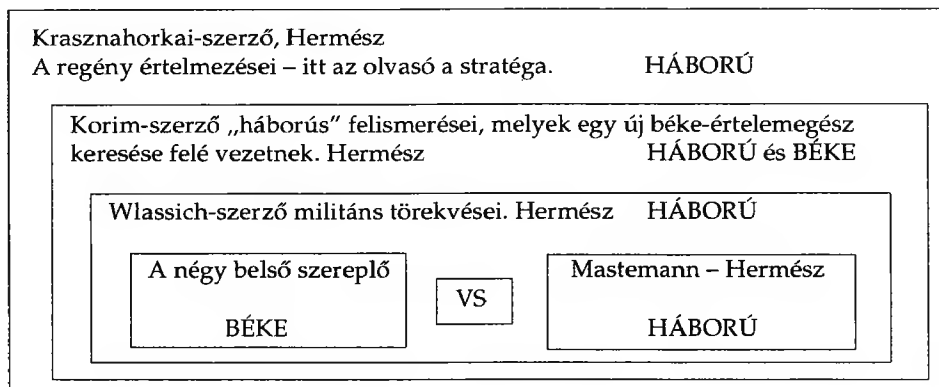 Krasznahorkai-szerző, Hermész
A regény értelmezései – itt az olvasó a stratéga. HÁBORÚ
Korim-szerző „háborús” felismerései, melyek egy új béke-értelemegész
keresése felé vezetnek. Hermész HÁBORÚ és BÉKE
Wlassich-szerző militáns törekvései. Hermész HÁBORÚ
A négy belső szereplő
BÉKE
VS
Mastemann – Hermész
HÁBORÚ